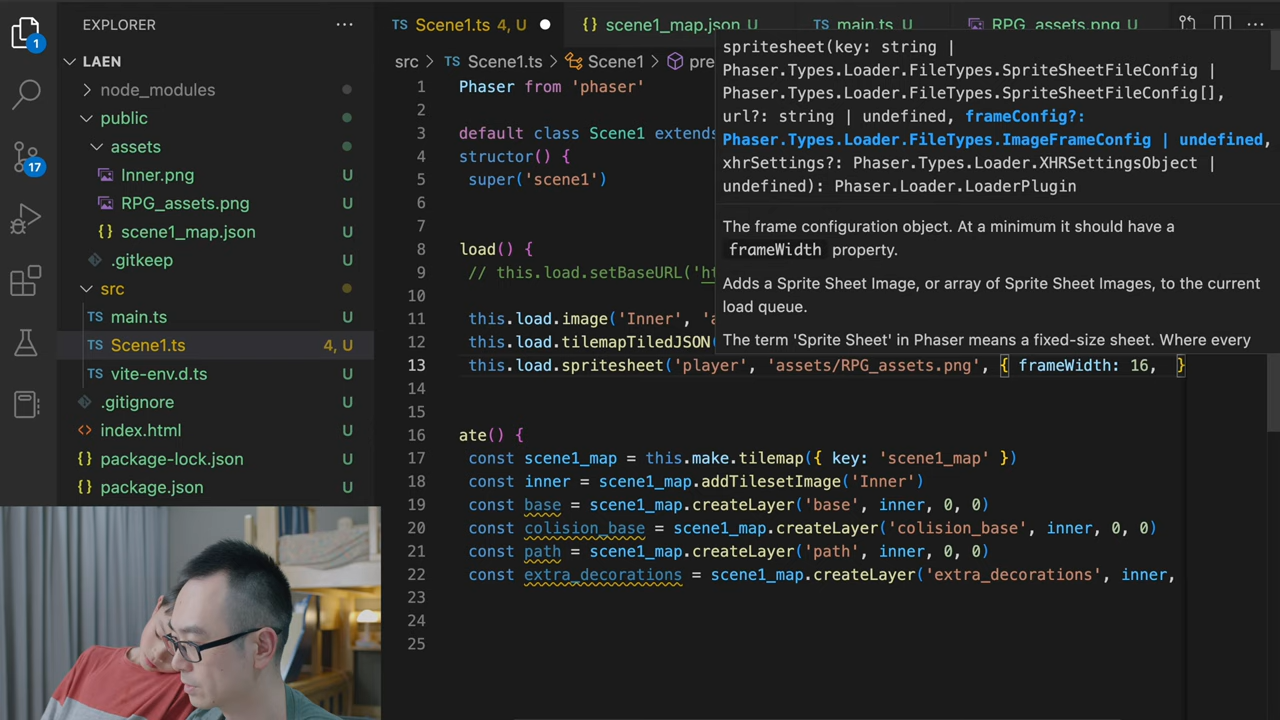 EXPLORER
LAEN
node_modules
public
assets
Inner.png U
RPG_assets.png U
scene1_map.json U
.gitkeep U
src
main.ts U
Scene1.ts 4, U
vite-env.d.ts U
.gitignore U
index.html U
package-lock.json U
package.json U
1
17
TS Scene1.ts 4, U
{} scene1_map.json U
TS main.ts U
RPG_assets.png U
src > TS Scene1.ts > Scene1 > pre
1 Phaser from 'phaser'
2
3 default class Scene1 extends
4 structor() {
5 super('scene1')
6
7
8 load() {
9 // this.load.setBaseURL('ht
10
11 this.load.image('Inner', 'a
12 this.load.tilemapTiledJSON(
13 this.load.spritesheet('player', 'assets/RPG_assets.png', { frameWidth: 16,  }
14
15
16 ate() {
17 const scene1_map = this.make.tilemap({ key: 'scene1_map' })
18 const inner = scene1_map.addTilesetImage('Inner')
19 const base = scene1_map.createLayer('base', inner, 0, 0)
20 const colision_base = scene1_map.createLayer('colision_base', inner, 0, 0)
21 const path = scene1_map.createLayer('path', inner, 0, 0)
22 const extra_decorations = scene1_map.createLayer('extra_decorations', inner,
23
24
25
spritesheet(key: string |
Phaser.Types.Loader.FileTypes.SpriteSheetFileConfig |
Phaser.Types.Loader.FileTypes.SpriteSheetFileConfig[],
url?: string | undefined, frameConfig?:
Phaser.Types.Loader.FileTypes.ImageFrameConfig | undefined,
xhrSettings?: Phaser.Types.Loader.XHRSettingsObject |
undefined): Phaser.Loader.LoaderPlugin
The frame configuration object. At a minimum it should have a
frameWidth property.
Adds a Sprite Sheet Image, or array of Sprite Sheet Images, to the current
load queue.
The term 'Sprite Sheet' in Phaser means a fixed-size sheet. Where every